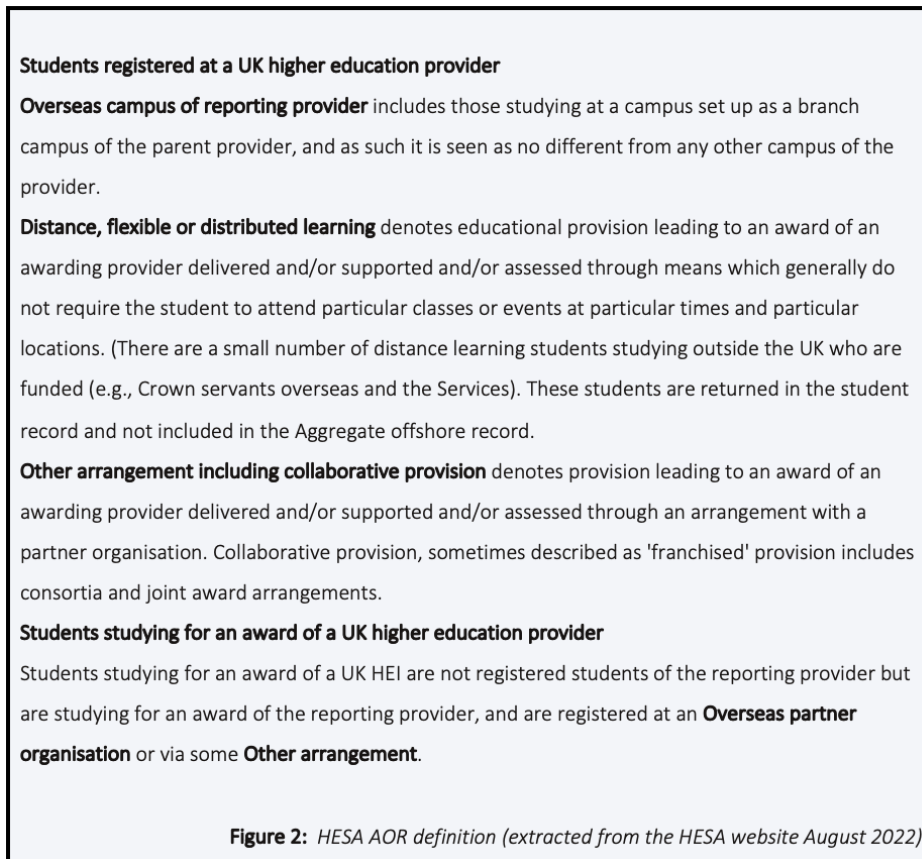 Students registered at a UK higher education provider
Overseas campus of reporting provider includes those studying at a campus set up as a branch
campus of the parent provider, and as such it is seen as no different from any other campus of the
provider.
Distance, flexible or distributed learning denotes educational provision leading to an award of an
awarding provider delivered and/or supported and/or assessed through means which generally do
not require the student to attend particular classes or events at particular times and particular
locations. (There are a small number of distance learning students studying outside the UK who are
funded (e.g., Crown servants overseas and the Services). These students are returned in the student
record and not included in the Aggregate offshore record.
Other arrangement including collaborative provision denotes provision leading to an award of an
awarding provider delivered and/or supported and/or assessed through an arrangement with a
partner organisation. Collaborative provision, sometimes described as 'franchised' provision includes
consortia and joint award arrangements.
Students studying for an award of a UK higher education provider
Students studying for an award of a UK HEI are not registered students of the reporting provider but
are studying for an award of the reporting provider, and are registered at an Overseas partner
organisation or via some Other arrangement.
Figure 2: HESA AOR definition (extracted from the HESA website August 2022)